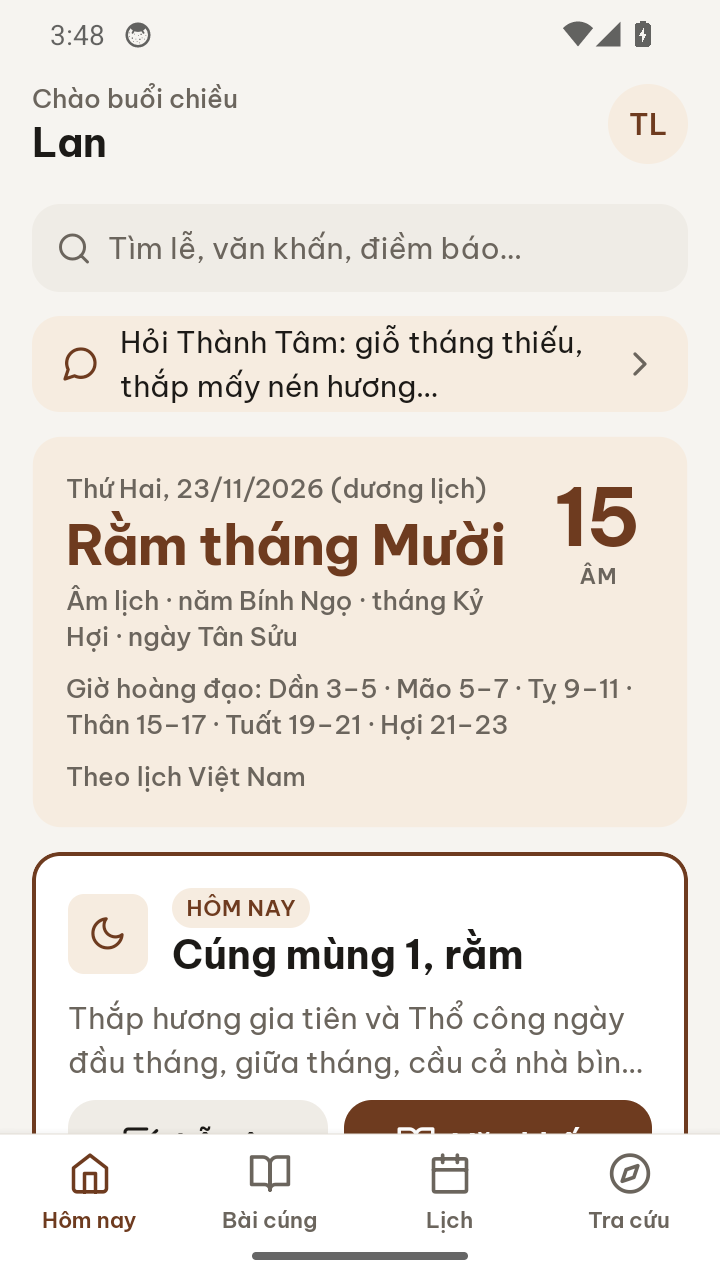 3:48
Chào buổi chiều
Lan
TL
Tìm lễ, văn khấn, điềm báo...
Hỏi Thành Tâm: giỗ tháng thiếu,
thắp mấy nén hương...
Thứ Hai, 23/11/2026 (dương lịch)
Rằm tháng Mười
15
ÂM
Âm lịch · năm Bính Ngọ · tháng Kỷ
Hợi · ngày Tân Sửu
Giờ hoàng đạo: Dần 3–5 · Mão 5–7 · Tỵ 9–11 ·
Thân 15–17 · Tuất 19–21 · Hợi 21–23
Theo lịch Việt Nam
HÔM NAY
Cúng mùng 1, rằm
Thắp hương gia tiên và Thổ công ngày
đầu tháng, giữa tháng, cầu cả nhà bìn...
Hôm nay
Bài cúng
Lịch
Tra cứu